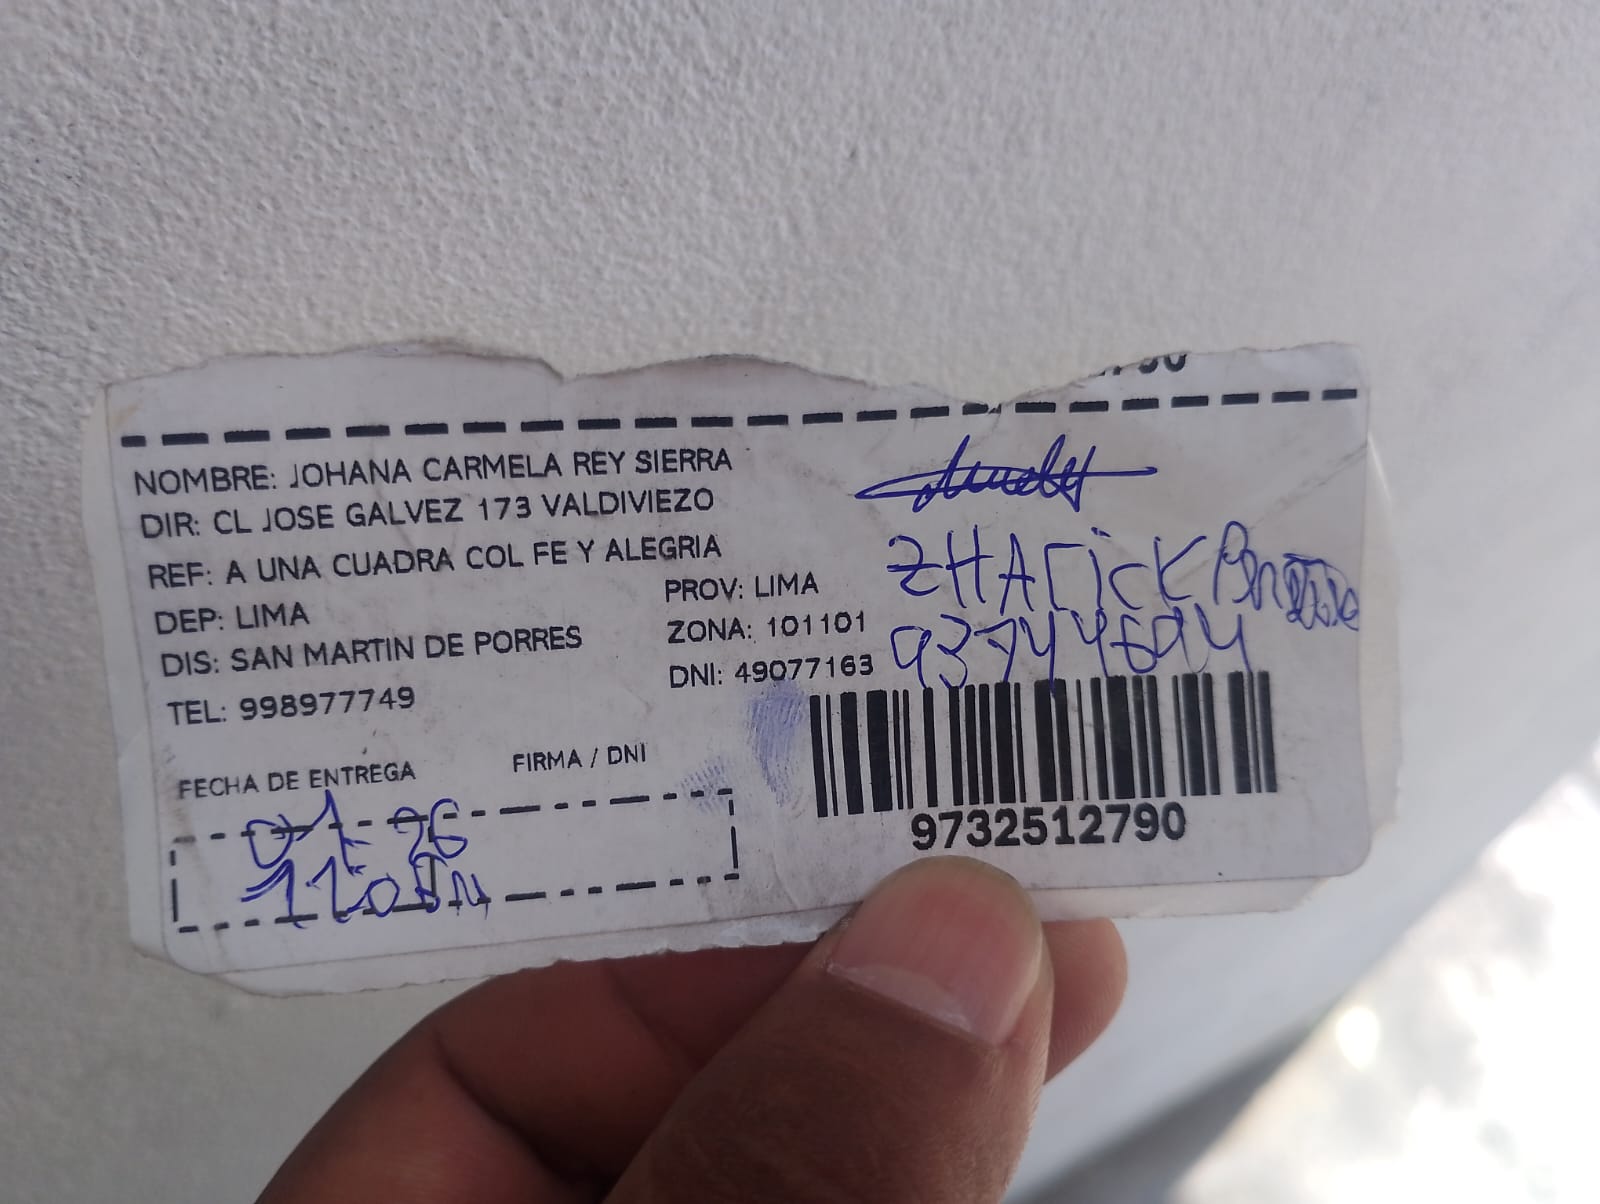 NOMBRE: JOHANA CARMELA REY SIERRA
DIR: CL JOSE GALVEZ 173 VALDIVIEZO
REF: A UNA CUADRA COL FE Y ALEGRIA
DEP: LIMA
PROV: LIMA
DIS: SAN MARTIN DE PORRES
ZONA: 101101
TEL: 998977749
DNI: 49077163
ZHArick
FECHA DE ENTREGA
FIRMA / DNI
9732512790